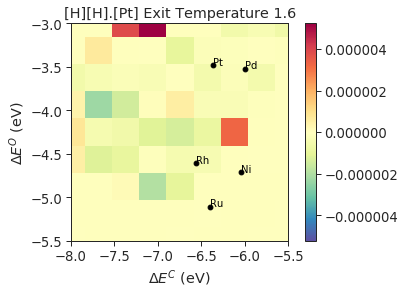 [H][H].[Pt] Exit Temperature 1.6
−3.0
−3.5
−4.0
−4.5
−5.0
−5.5
ΔE^O (eV)
Pt
Pd
Rh
Ni
Ru
−8.0 −7.5 −7.0 −6.5 −6.0 −5.5
ΔE^C (eV)
0.000004
0.000002
0.000000
−0.000002
−0.000004